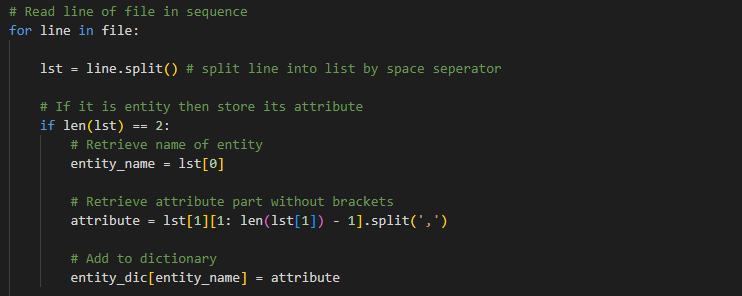 # Read line of file in sequence
for line in file:
lst = line.split() # split line into list by space seperator
# If it is entity then store its attribute
if len(lst) == 2:
# Retrieve name of entity
entity_name = lst[0]
# Retrieve attribute part without brackets
attribute = lst[1][1: len(lst[1]) - 1].split(',')
# Add to dictionary
entity_dic[entity_name] = attribute